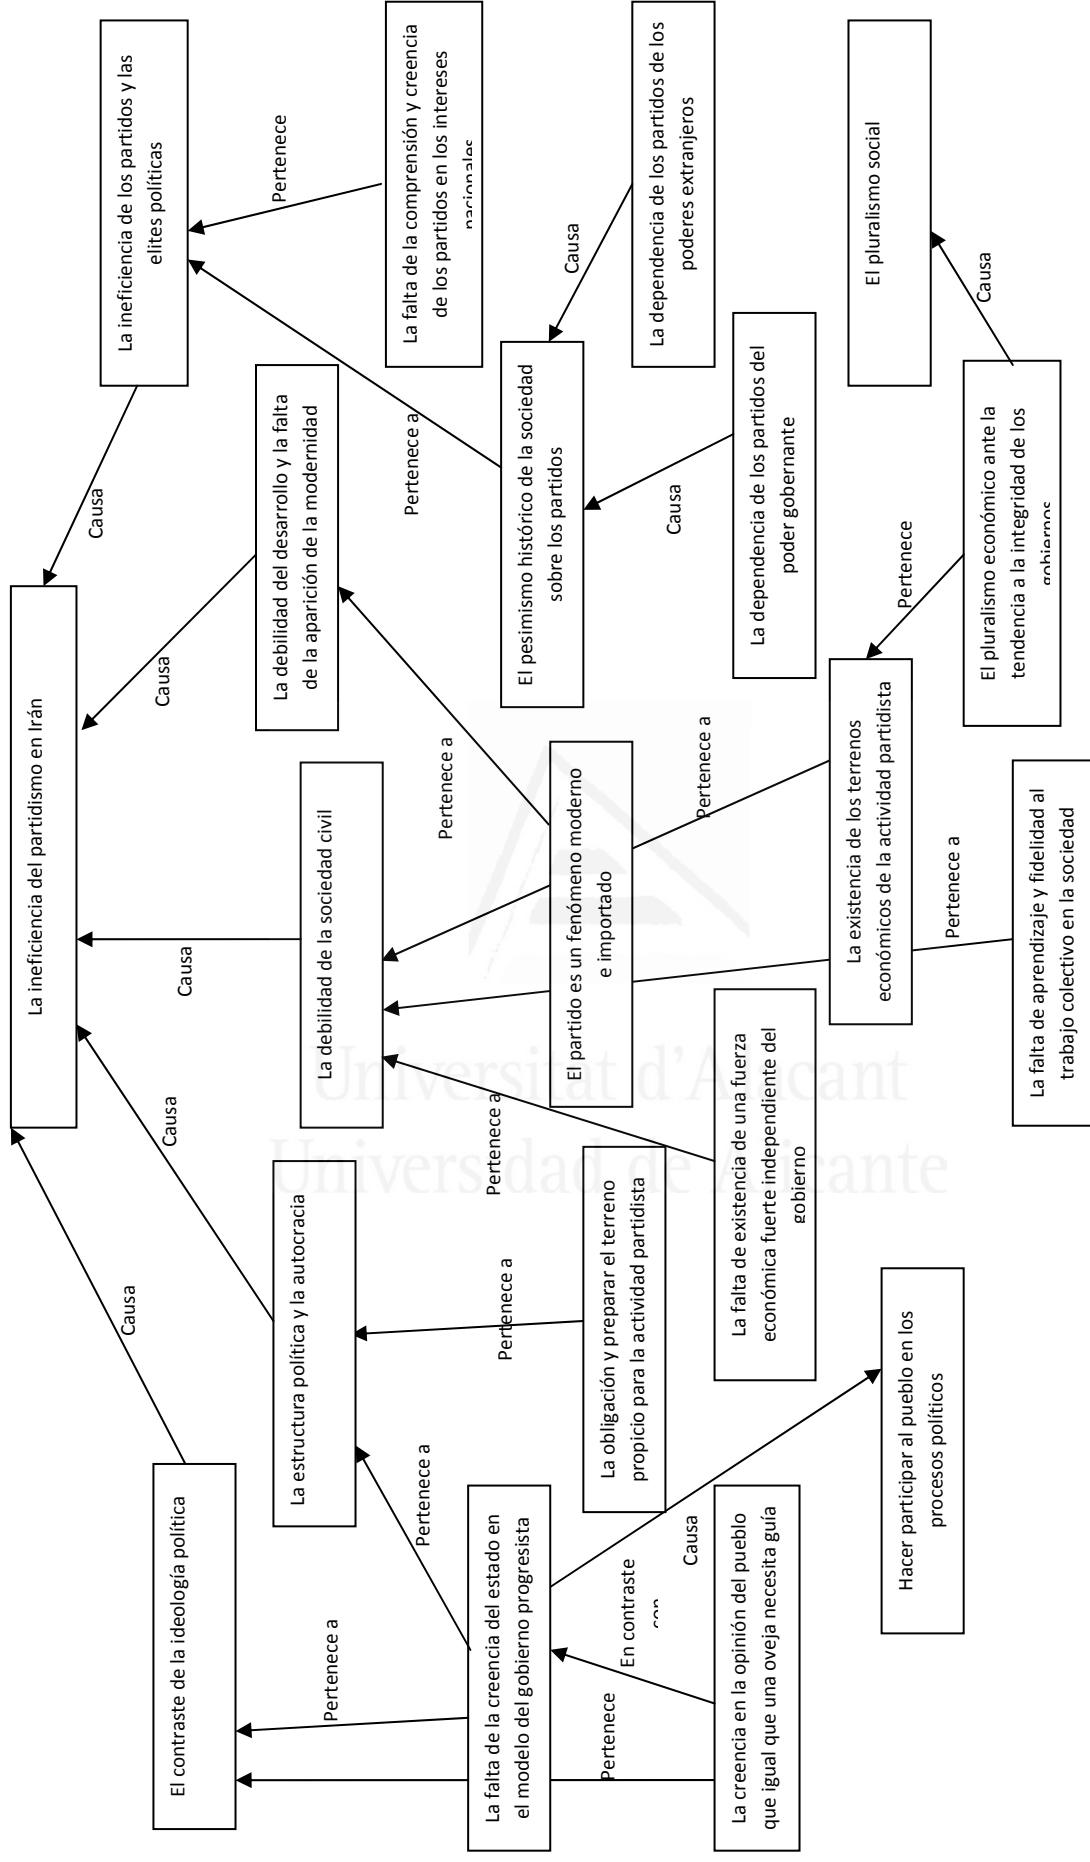 La ineficiencia del partidismo en Irán
Causa
Causa
Causa
Causa
Causa
El contraste de la ideología política
La estructura política y la autocracia
La debilidad de la sociedad civil
La debilidad del desarrollo y la falta
de la aparición de la modernidad
La ineficiencia de los partidos y las
elites políticas
Pertenece a
Pertenece a
Pertenece a
Pertenece a
Pertenece a
Pertenece a
Pertenece
La falta de la creencia del estado en
el modelo del gobierno progresista
La obligación y preparar el terreno
propicio para la actividad partidista
El partido es un fenómeno moderno
e importado
El pesimismo histórico de la sociedad
sobre los partidos
La falta de la comprensión y creencia
de los partidos en los intereses
nacionales
Pertenece
En contraste
con
Causa
Pertenece a
Causa
Causa
La creencia en la opinión del pueblo
que igual que una oveja necesita guía
La falta de existencia de una fuerza
económica fuerte independiente del
gobierno
La dependencia de los partidos del
poder gobernante
La dependencia de los partidos de los
poderes extranjeros
Hacer participar al pueblo en los
procesos políticos
La existencia de los terrenos
económicos de la actividad partidista
Pertenece a
Pertenece
Causa
El pluralismo social
La falta de aprendizaje y fidelidad al
trabajo colectivo en la sociedad
El pluralismo económico ante la
tendencia a la integridad de los
gobiernos
Universitat d'Alacant
Universidad de Alicante